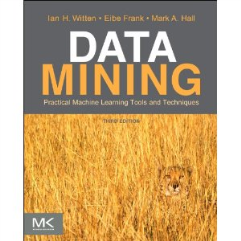 Ian H. Witten • Eibe Frank • Mark A. Hall
DATA
MINING
Practical Machine Learning Tools and Techniques
THIRD EDITION
MK